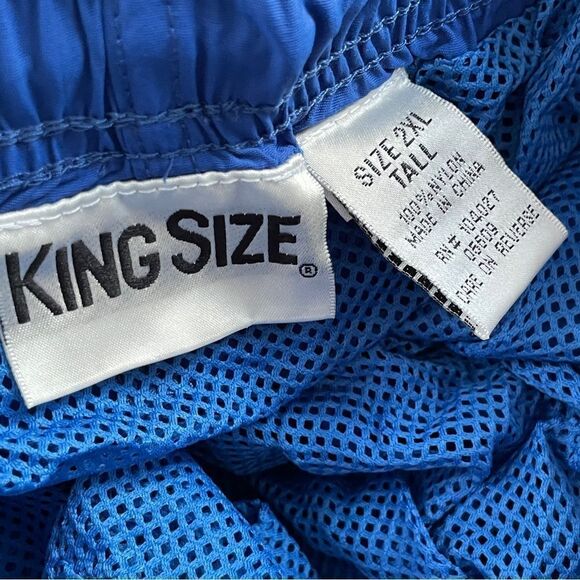 KING SIZE®
SIZE 2XL
TALL
100% NYLON
MADE IN CHINA
RN# 104027
05609
CARE ON REVERSE